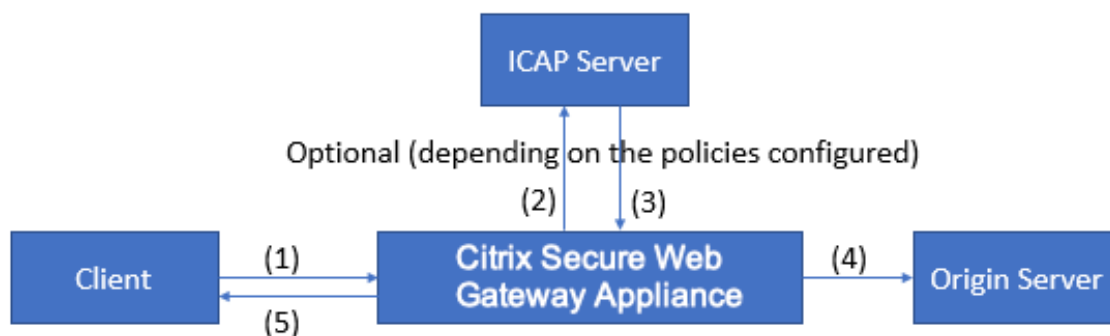 ICAP Server
Optional (depending on the policies configured)
(2)
(3)
Client
(1)
(5)
Citrix Secure Web
Gateway Appliance
(4)
Origin Server